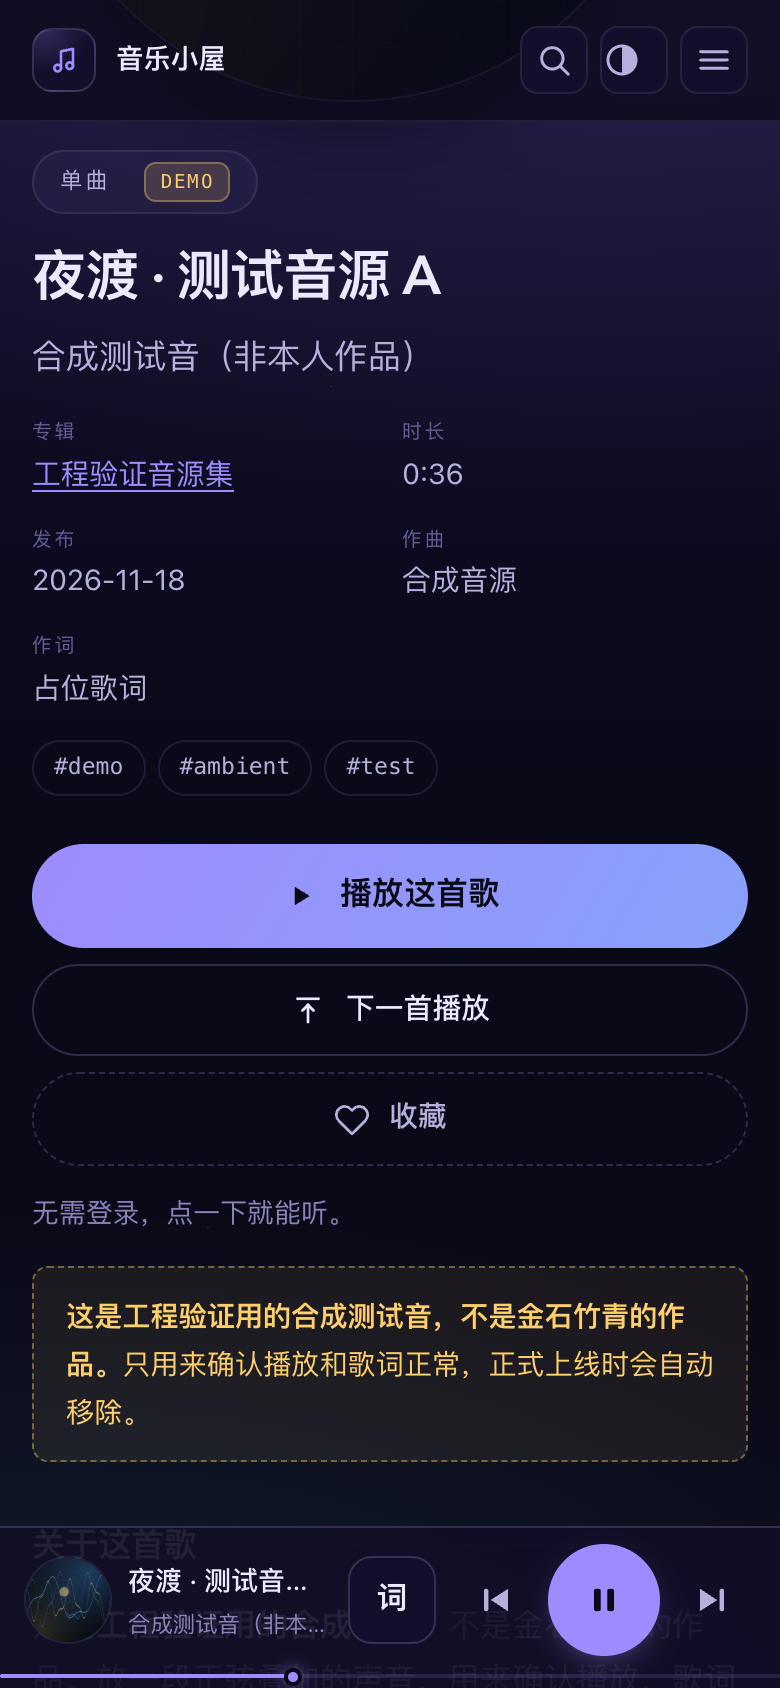 音乐小屋
单曲 DEMO
夜渡 · 测试音源 A
合成测试音（非本人作品）
专辑 时长
工程验证音源集 0:36
发布 作曲
2026-11-18 合成音源
作词
占位歌词
#demo #ambient #test
播放这首歌
下一首播放
收藏
无需登录，点一下就能听。
这是工程验证用的合成测试音，不是金石竹青的作
品。只用来确认播放和歌词正常，正式上线时会自动
移除。
关于这首歌
夜渡 · 测试音...
词
合成测试音（非本...